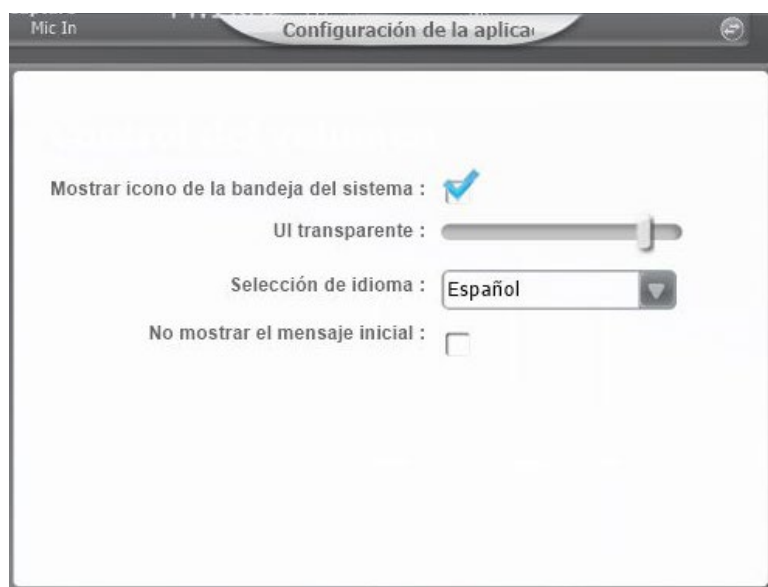 Mic In
Configuración de la aplica
Mostrar icono de la bandeja del sistema :
UI transparente :
Selección de idioma :
Español
No mostrar el mensaje inicial :